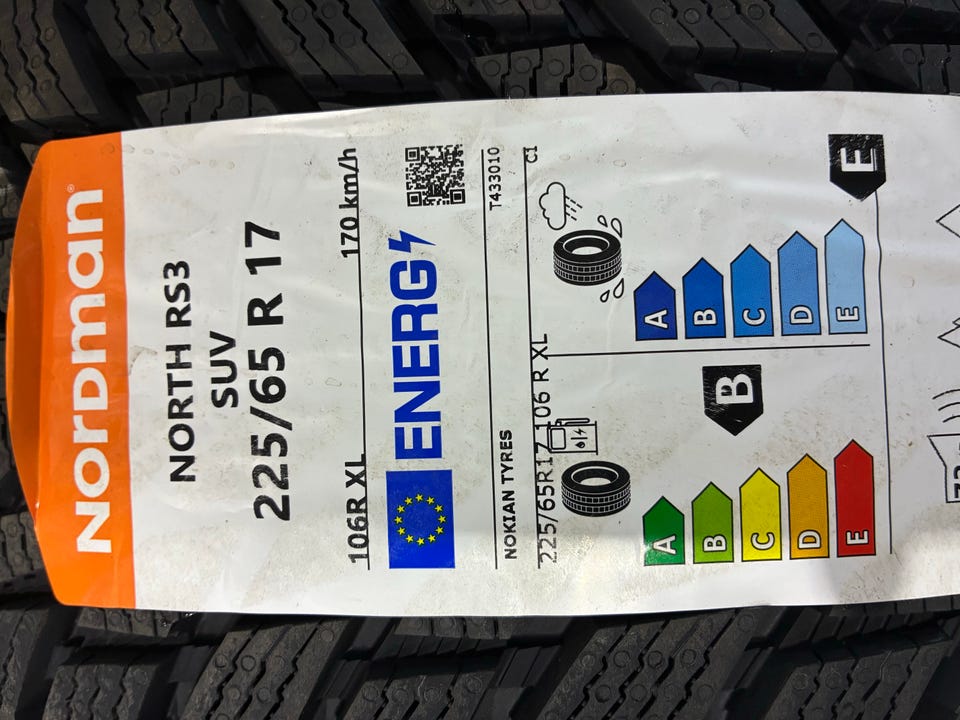 NORDman®
NORTH RS3
SUV
225/65 R 17
106R XL 170 km/h
ENERG
NOKIAN TYRES T433010
225/65R17 106 R XL C1
A A
B B B
C C
D D
E E E
72